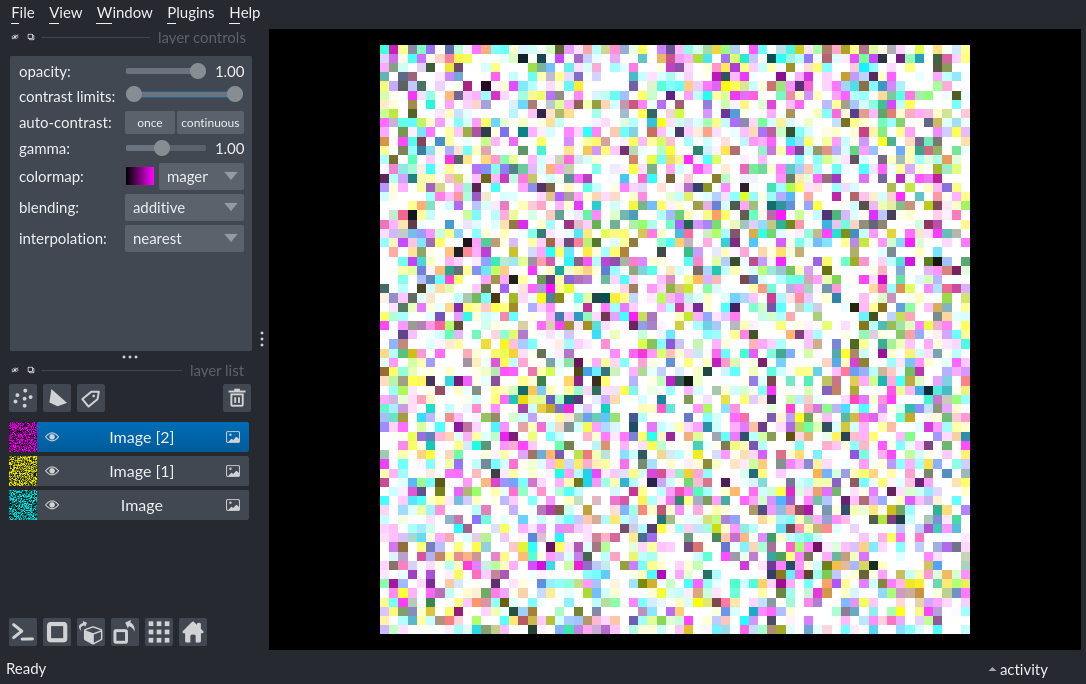 File View Window Plugins Help
layer controls
opacity: 1.00
contrast limits:
auto-contrast: once continuous
gamma: 1.00
colormap: mager
blending: additive
interpolation: nearest
layer list
Image [2]
Image [1]
Image
Ready
activity